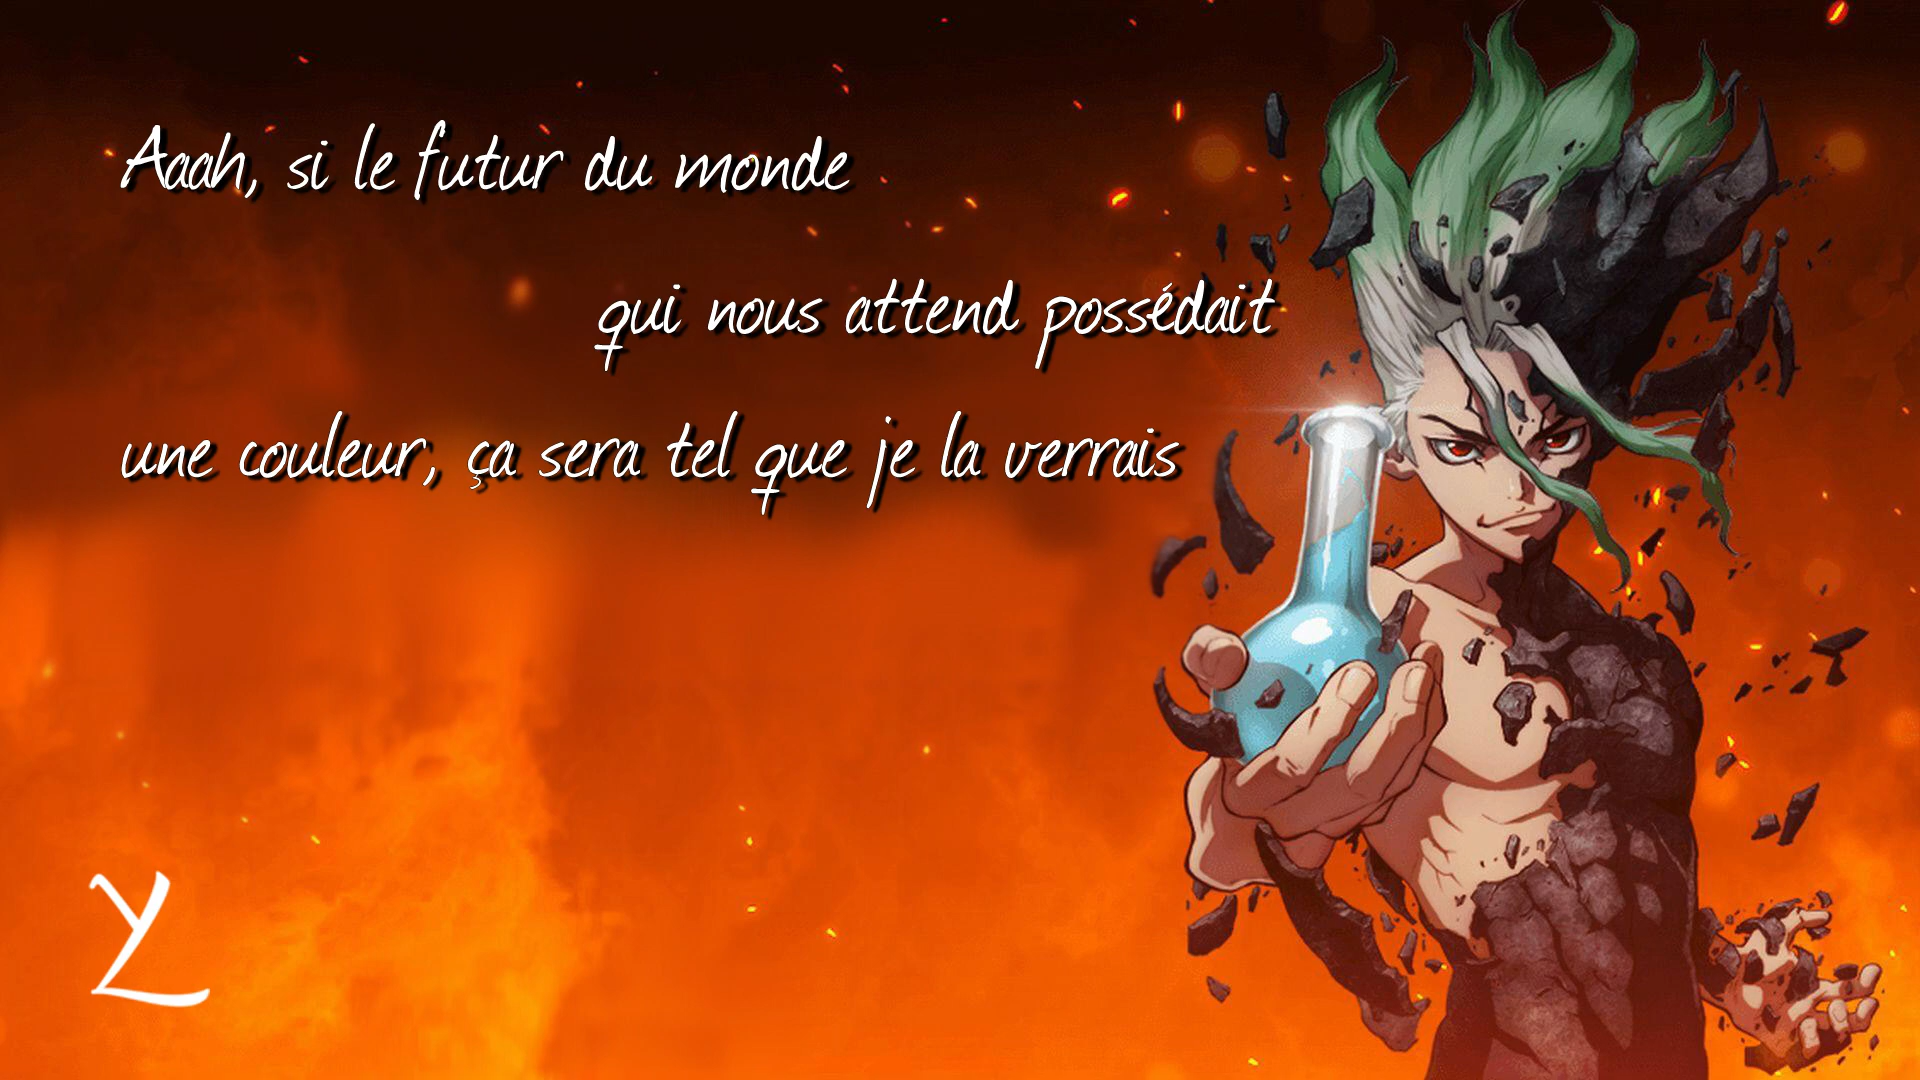 Aaah, si le futur du monde
qui nous attend possédait
une couleur, ça sera tel que je la verrais